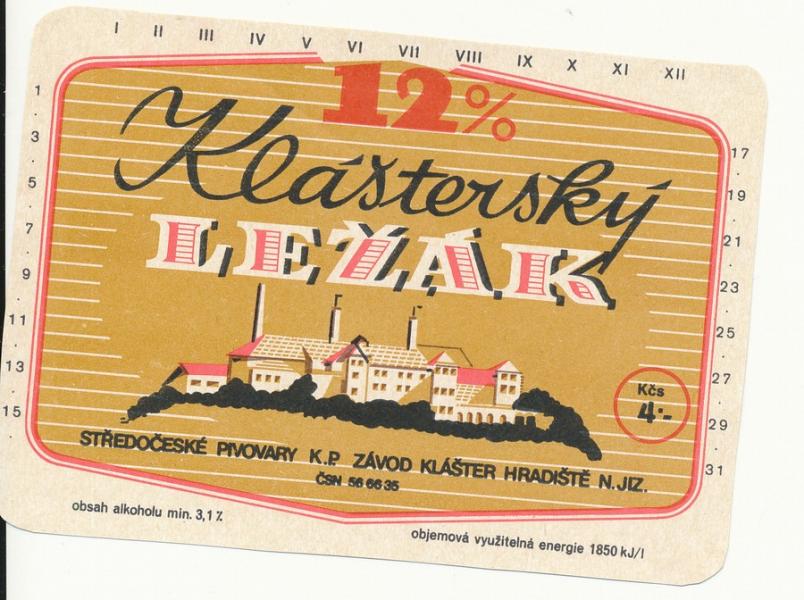 I II III IV V VI VII VIII IX X XI XII
12%
Klášterský
LEŽÁK
1
3
5
7
9
11
13
15
17
19
21
23
25
27
29
31
Kčs
4·-
STŘEDOČESKÉ PIVOVARY K.P. ZÁVOD KLÁŠTER HRADIŠTĚ N.JIZ.
ČSN 56 66 35
obsah alkoholu min. 3,1 %
objemová využitelná energie 1850 kJ/l